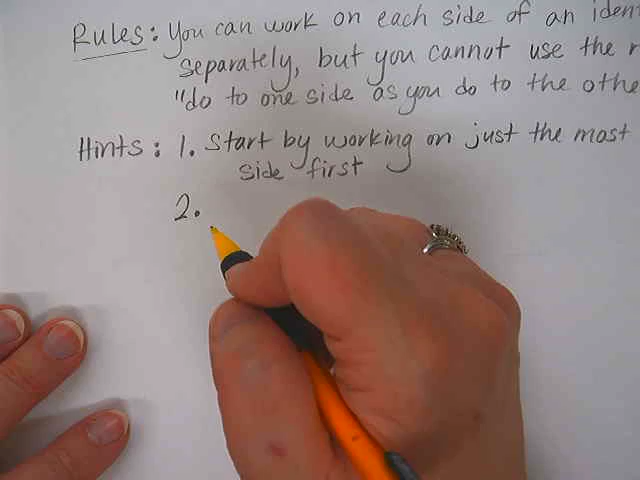 Rules: You can work on each side of an iden
separately, but you cannot use the r
"do to one side as you do to the othe
Hints: 1. Start by working on just the most
side first
2.